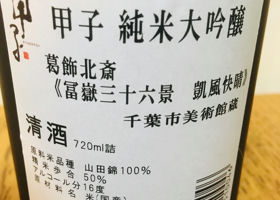 甲子
甲子 純米大吟醸
葛飾北斎
《冨嶽三十六景 凱風快晴》
千葉市美術館蔵
清酒 720ml詰
原料米品種 山田錦100%
精米歩合 50%
アルコール分 16度
原材料名 米(国産)